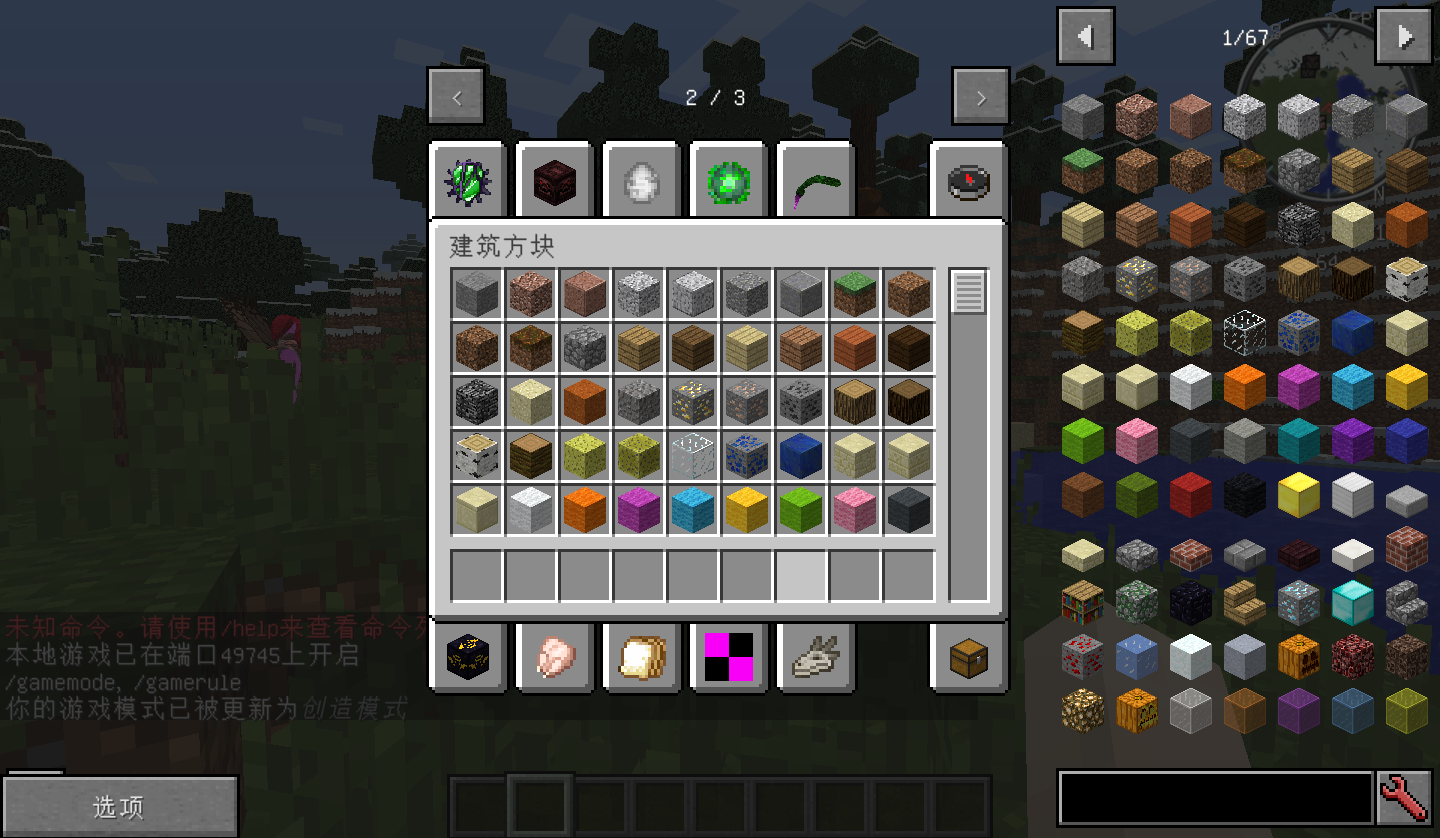 1/67
2 / 3
建筑方块
未知命令。请使用/help来查看命令列
本地游戏已在端口49745上开启
/gamemode, /gamerule
你的游戏模式已被更新为创造模式
选项